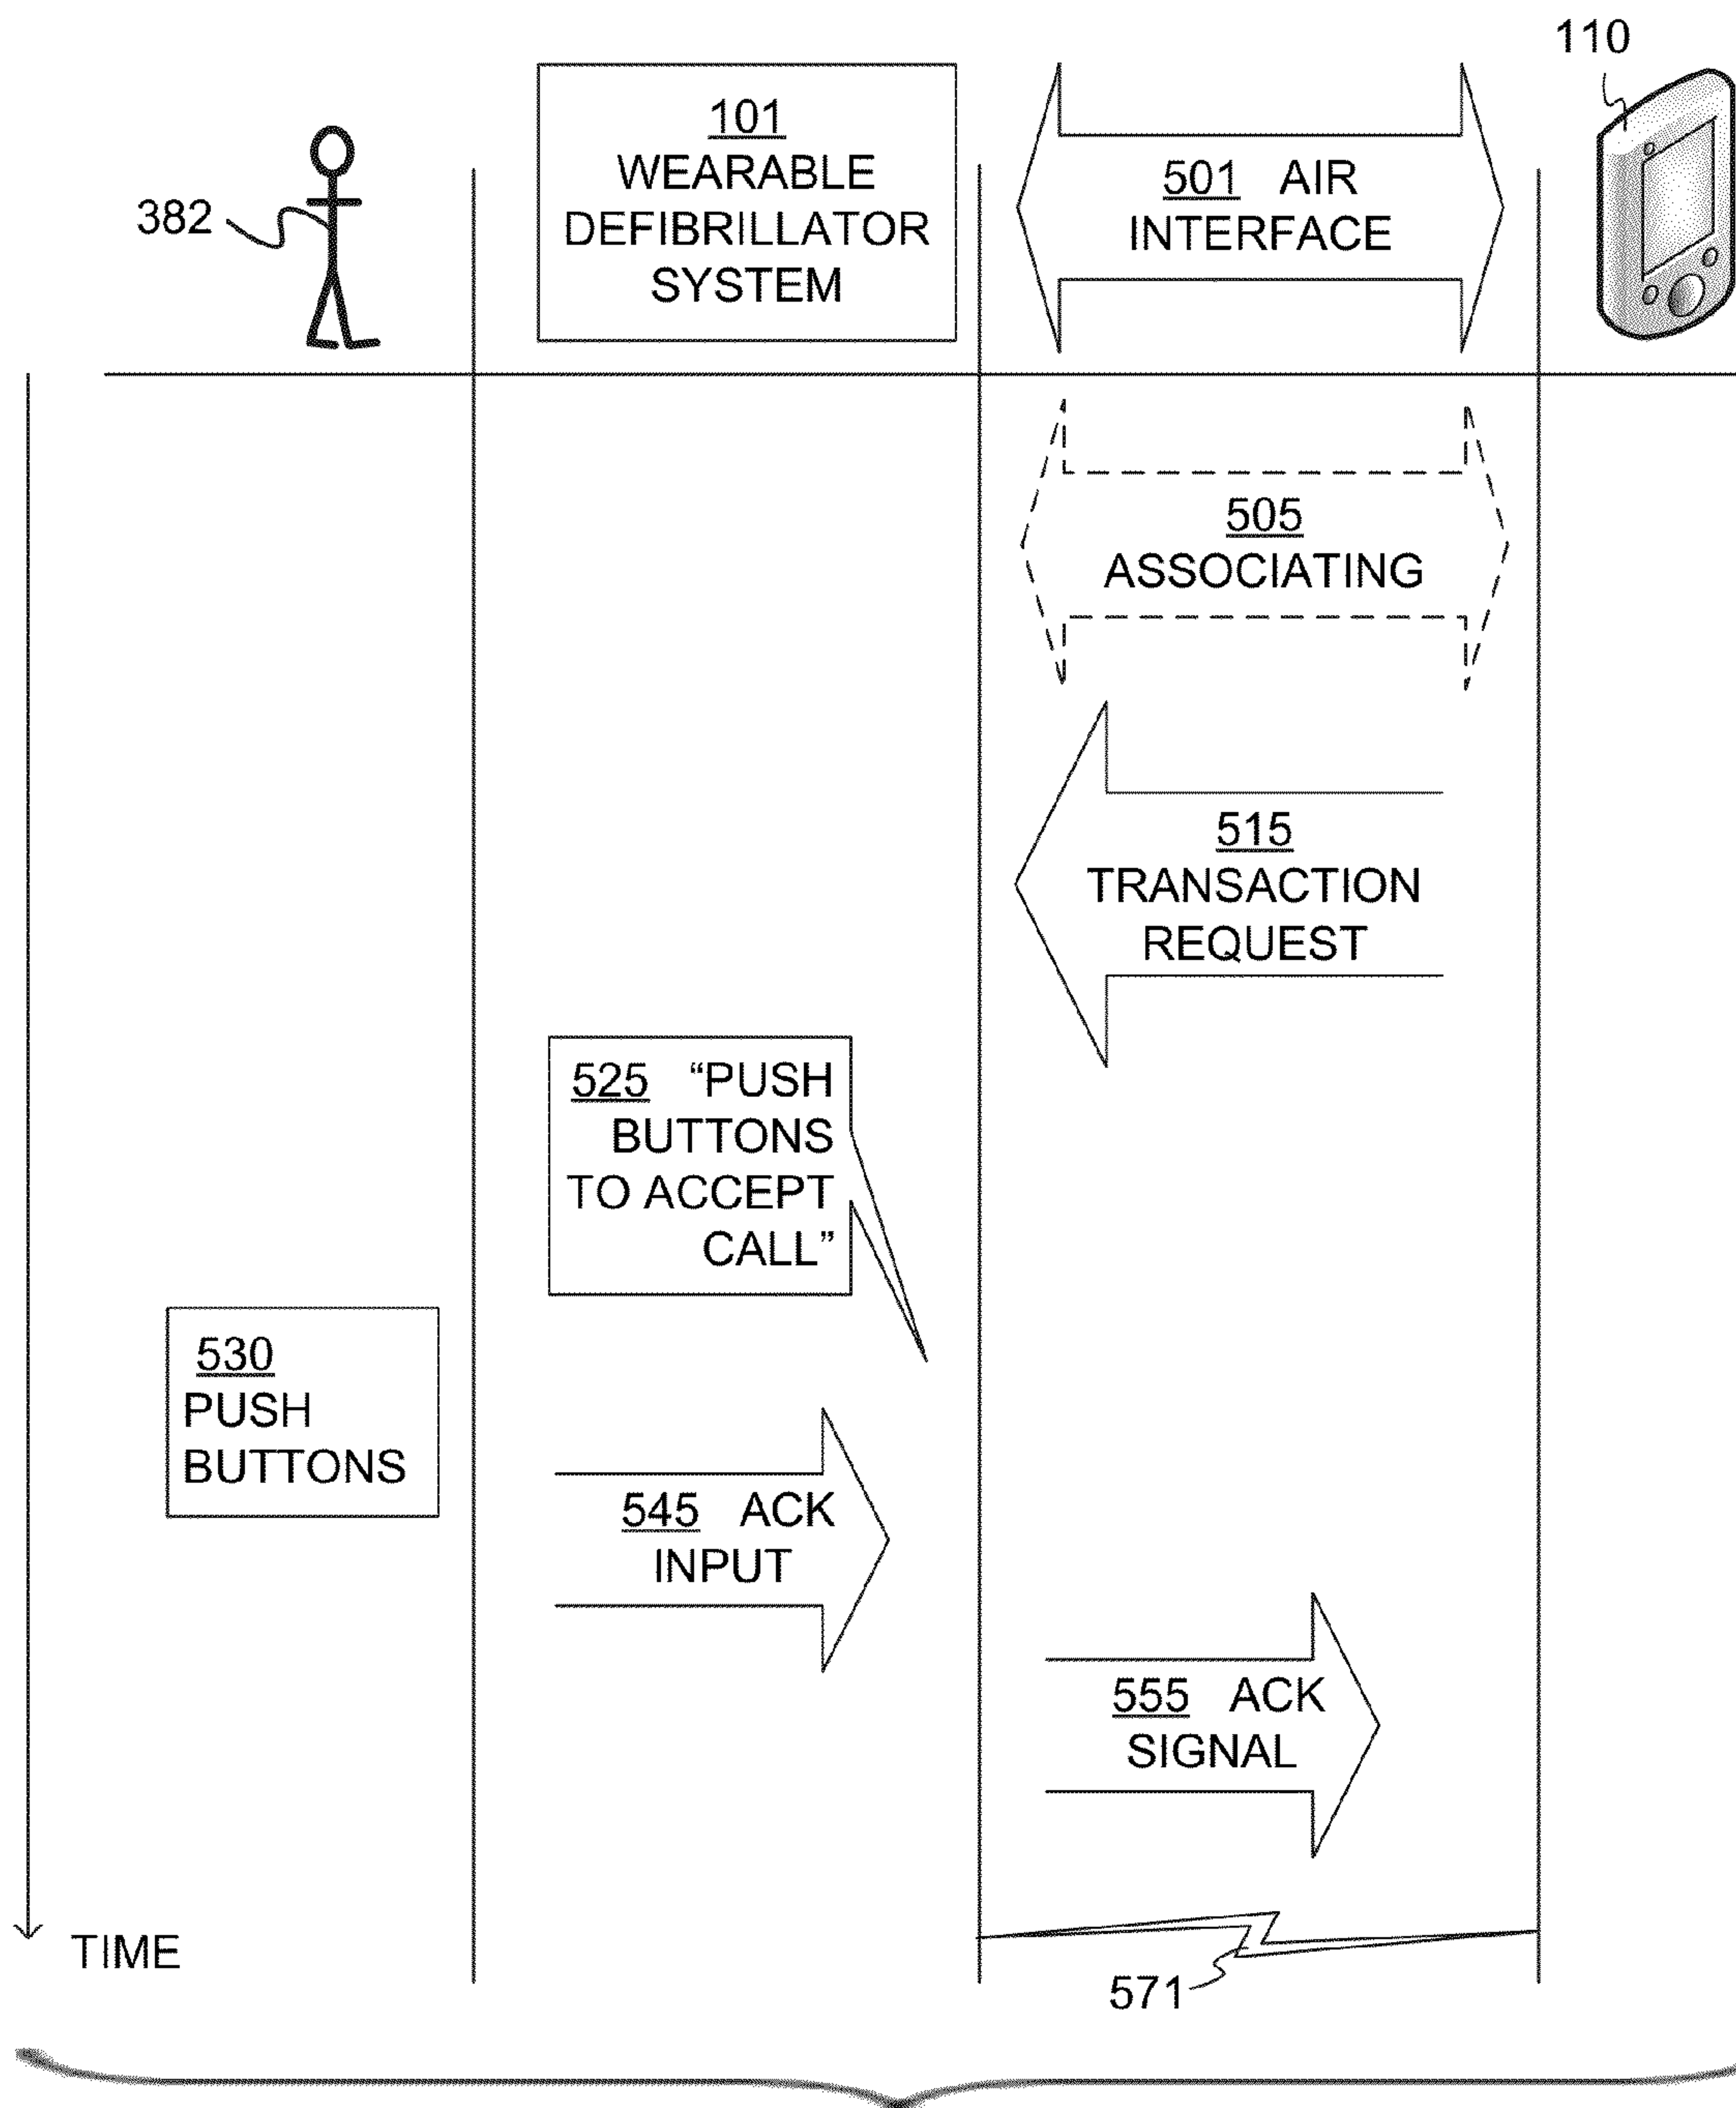 110
382
101
WEARABLE
DEFIBRILLATOR
SYSTEM
501 AIR
INTERFACE
505
ASSOCIATING
515
TRANSACTION
REQUEST
525 “PUSH
BUTTONS
TO ACCEPT
CALL”
530
PUSH
BUTTONS
545 ACK
INPUT
555 ACK
SIGNAL
TIME
571